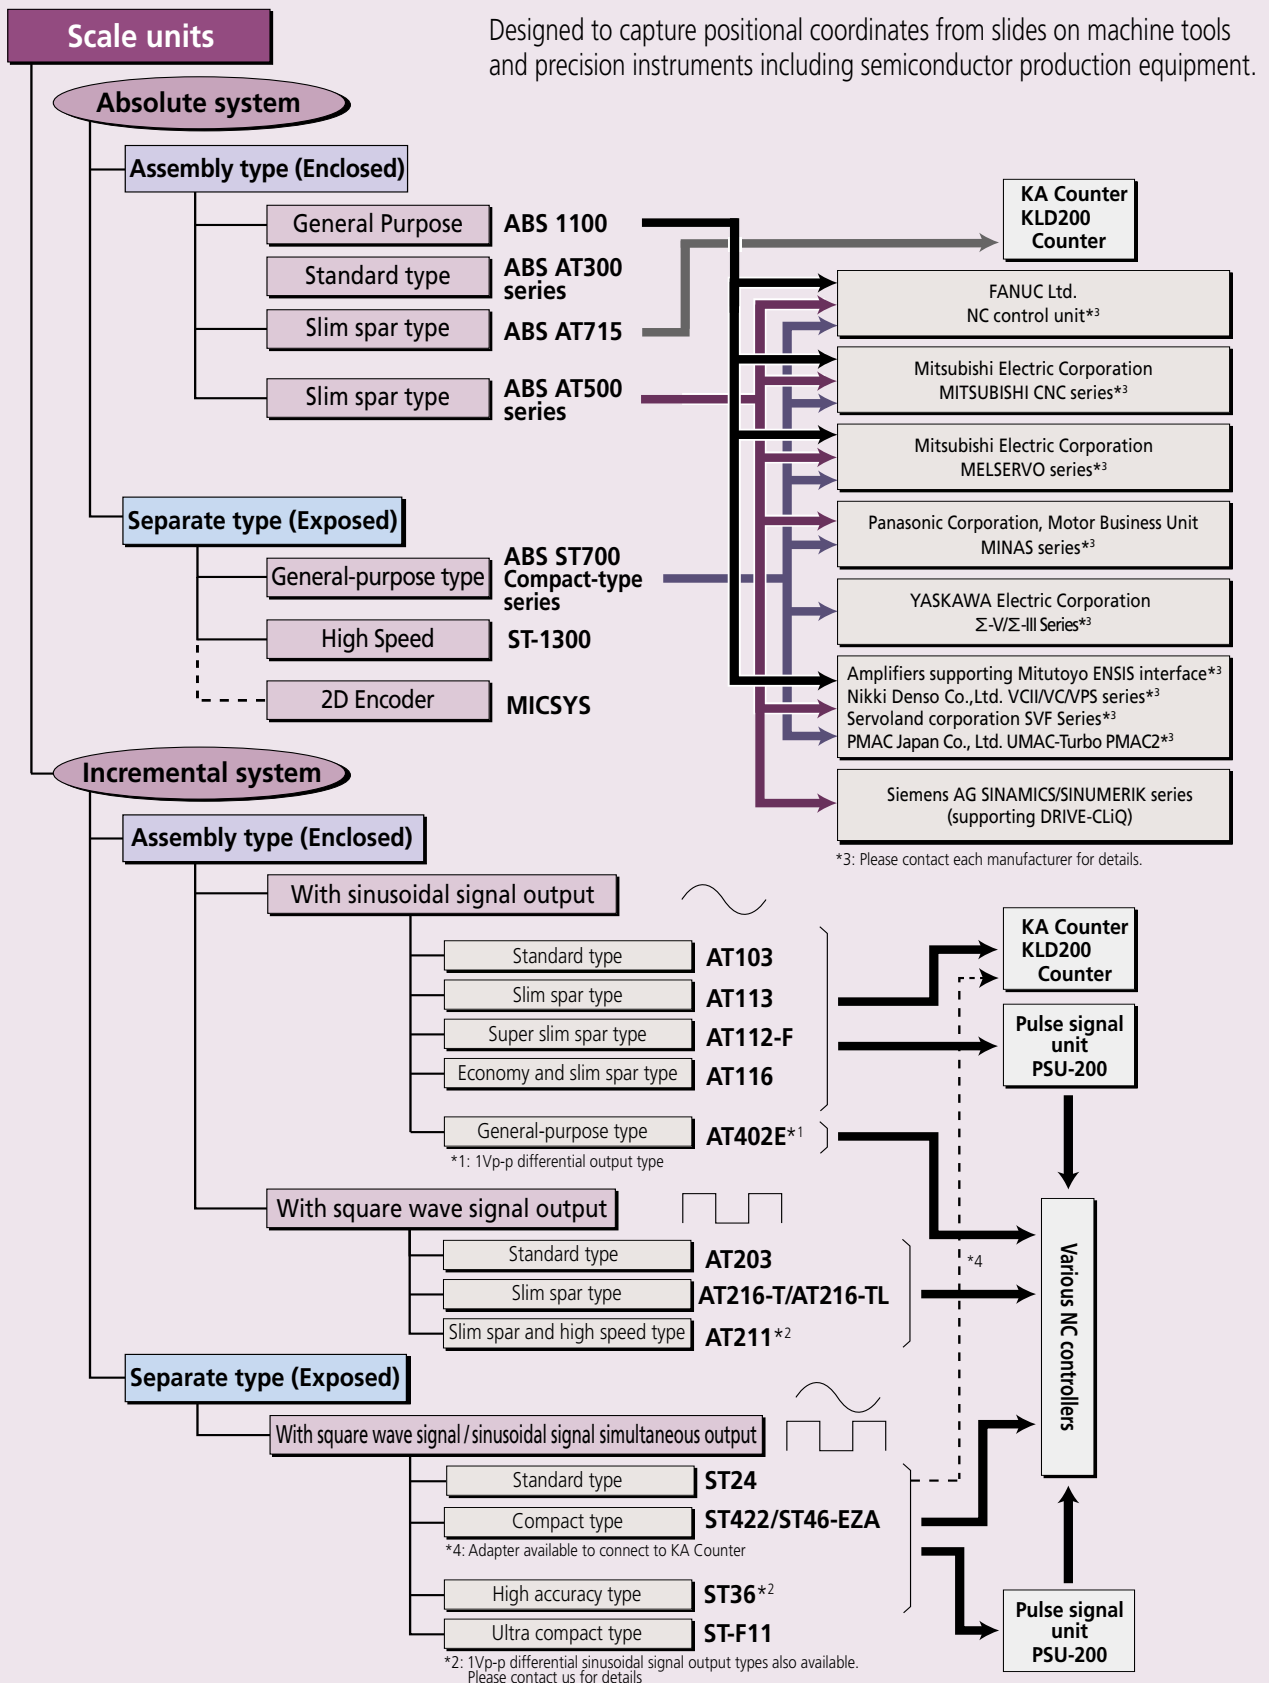 Scale units
Designed to capture positional coordinates from slides on machine tools
and precision instruments including semiconductor production equipment.
Absolute system
Assembly type (Enclosed)
General Purpose
ABS 1100
Standard type
ABS AT300
series
Slim spar type
ABS AT715
Slim spar type
ABS AT500
series
Separate type (Exposed)
General-purpose type
ABS ST700
Compact-type
series
High Speed
ST-1300
2D Encoder
MICSYS
KA Counter
KLD200
Counter
FANUC Ltd.
NC control unit*3
Mitsubishi Electric Corporation
MITSUBISHI CNC series*3
Mitsubishi Electric Corporation
MELSERVO series*3
Panasonic Corporation, Motor Business Unit
MINAS series*3
YASKAWA Electric Corporation
Σ-V/Σ-III Series*3
Amplifiers supporting Mitutoyo ENSIS interface*3
Nikki Denso Co.,Ltd. VCII/VC/VPS series*3
Servoland corporation SVF Series*3
PMAC Japan Co., Ltd. UMAC-Turbo PMAC2*3
Siemens AG SINAMICS/SINUMERIK series
(supporting DRIVE-CLiQ)
*3: Please contact each manufacturer for details.
Incremental system
Assembly type (Enclosed)
With sinusoidal signal output
Standard type
AT103
Slim spar type
AT113
Super slim spar type
AT112-F
Economy and slim spar type
AT116
General-purpose type
AT402E*1
*1: 1Vp-p differential output type
With square wave signal output
Standard type
AT203
Slim spar type
AT216-T/AT216-TL
Slim spar and high speed type
AT211*2
Separate type (Exposed)
With square wave signal/sinusoidal signal simultaneous output
Standard type
ST24
Compact type
ST422/ST46-EZA
*4: Adapter available to connect to KA Counter
High accuracy type
ST36*2
Ultra compact type
ST-F11
*2: 1Vp-p differential sinusoidal signal output types also available.
Please contact us for details
KA Counter
KLD200
Counter
Pulse signal
unit
PSU-200
*4
Various NC controllers
Pulse signal
unit
PSU-200